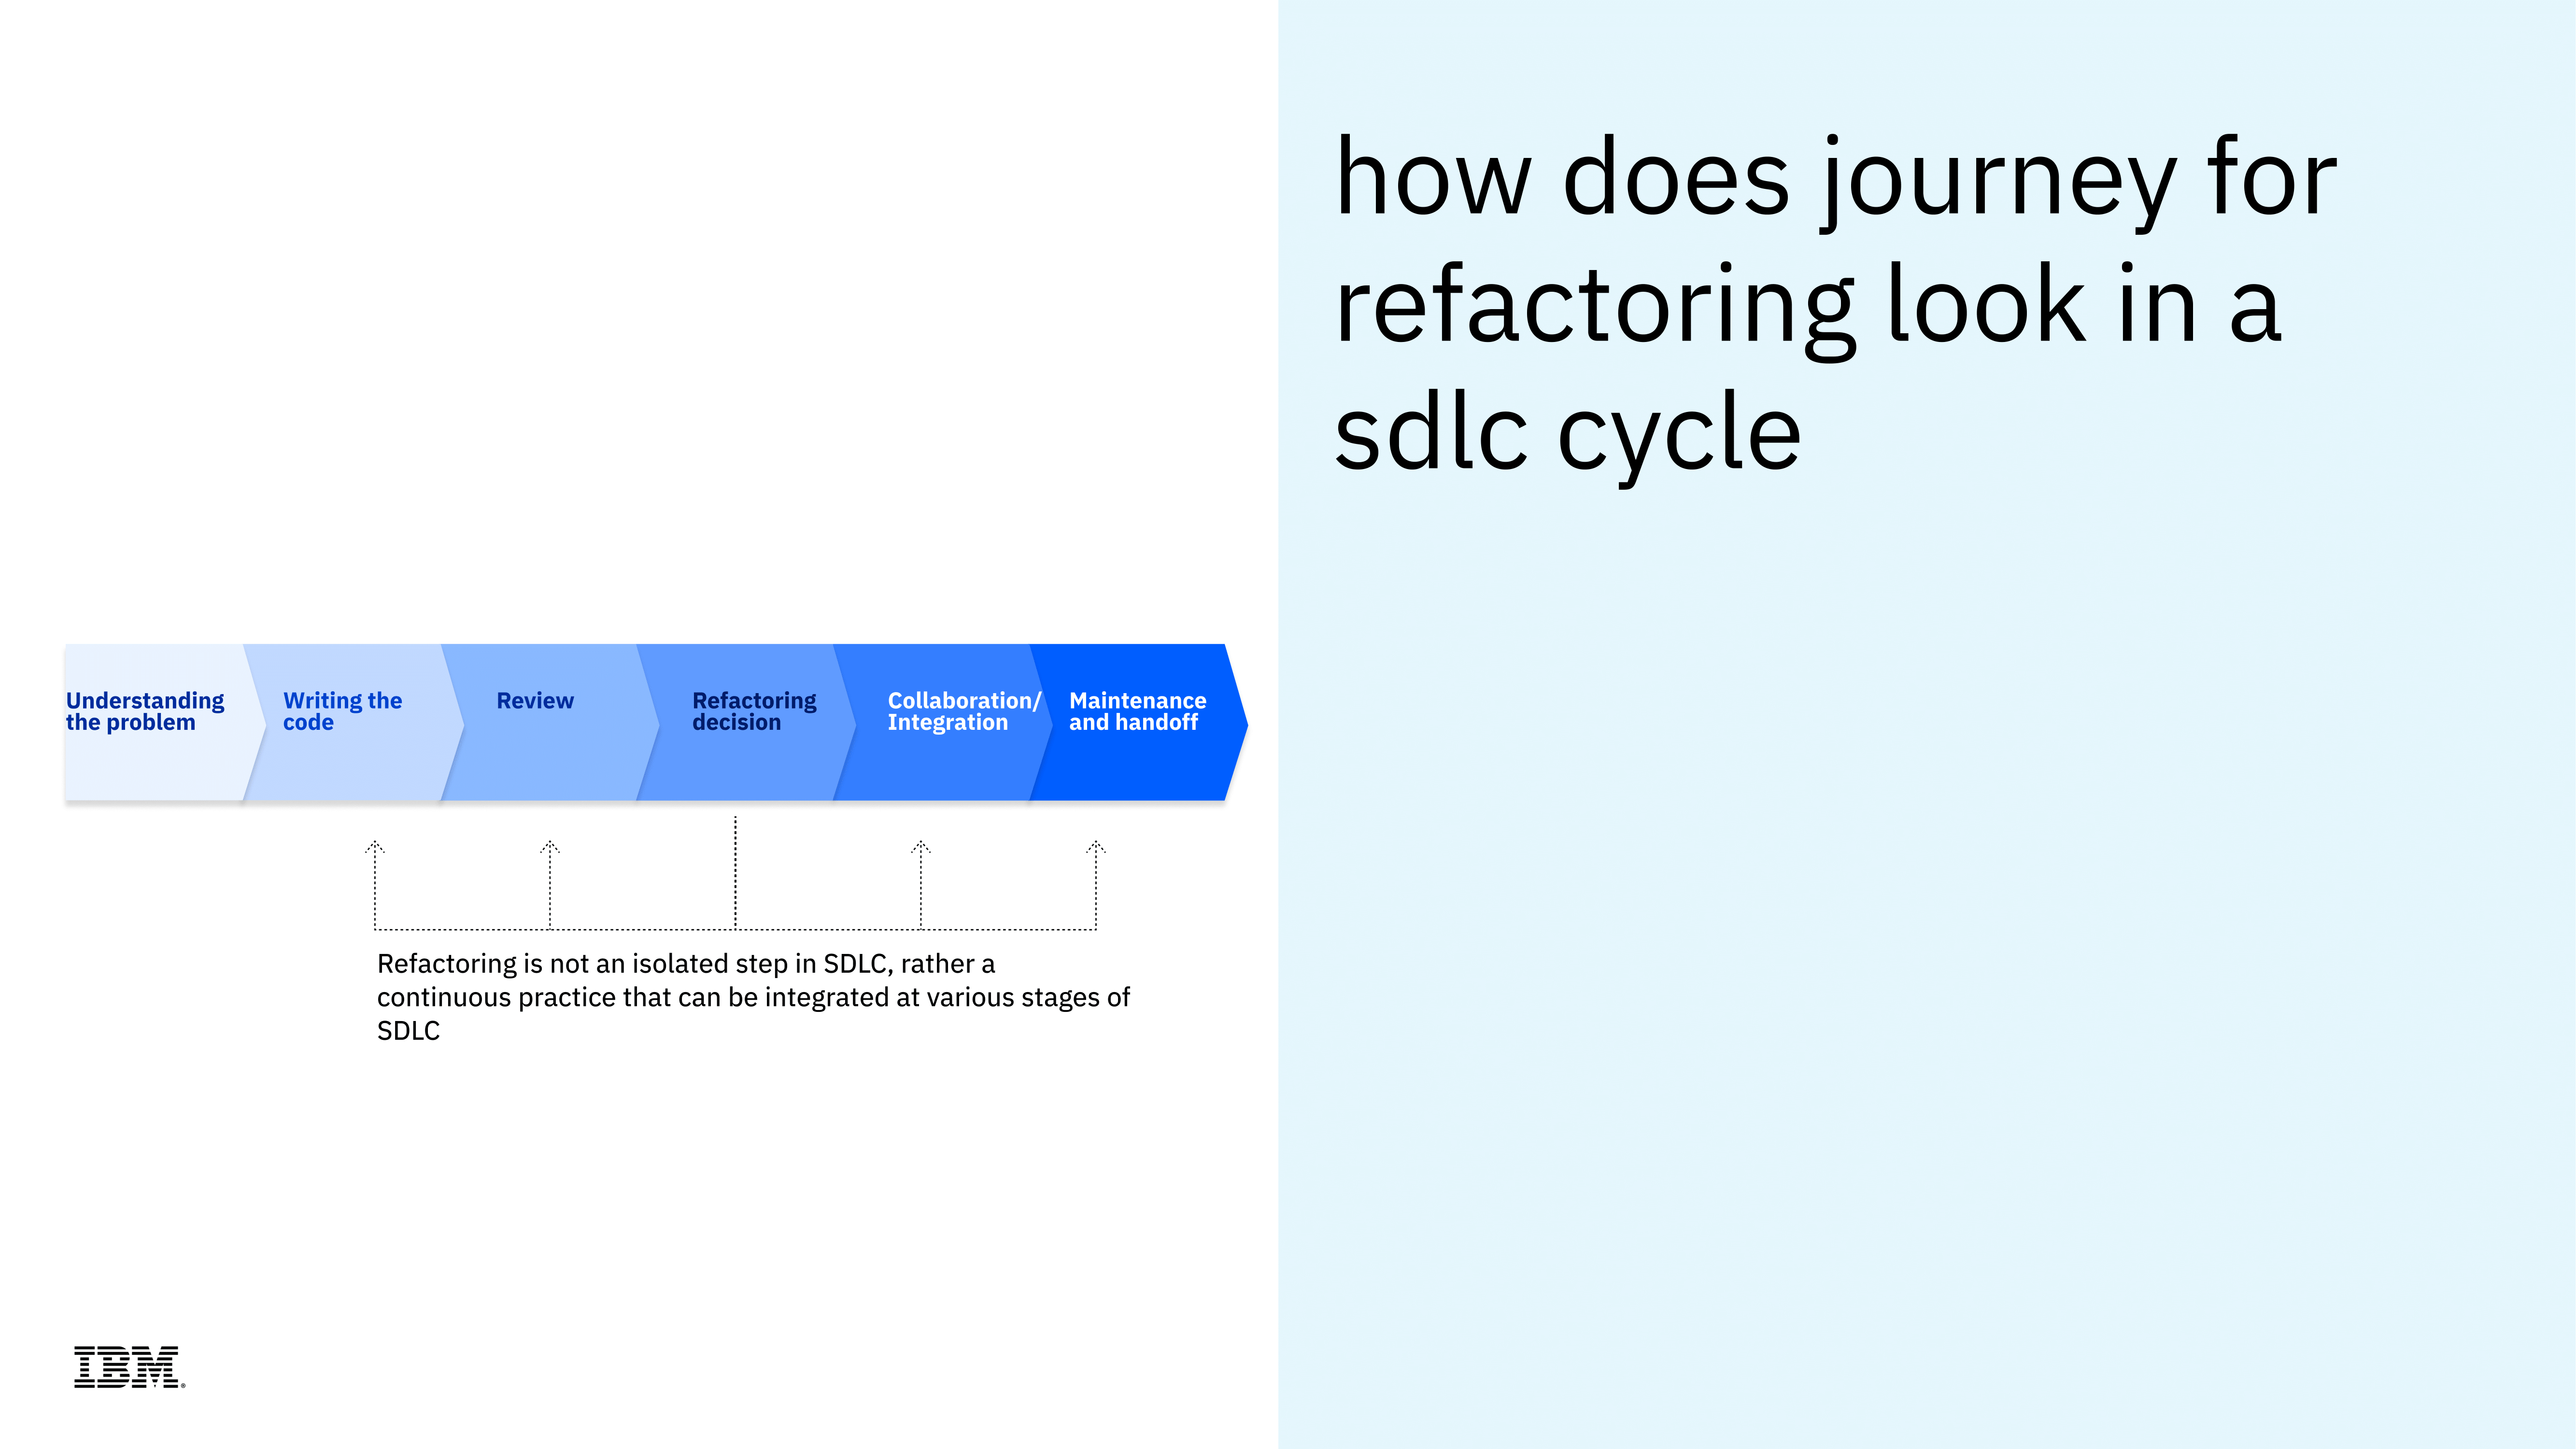 how does journey for
refactoring look in a
sdlc cycle
Understanding
the problem
Writing the
code
Review
Refactoring
decision
Collaboration/
Integration
Maintenance
and handoff
Refactoring is not an isolated step in SDLC, rather a
continuous practice that can be integrated at various stages of
SDLC
IBM®